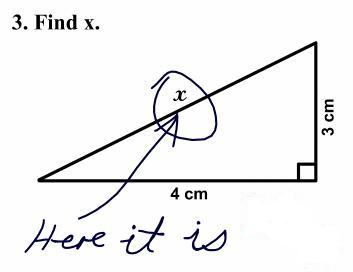 3. Find x.
x
3 cm
4 cm
Here it is